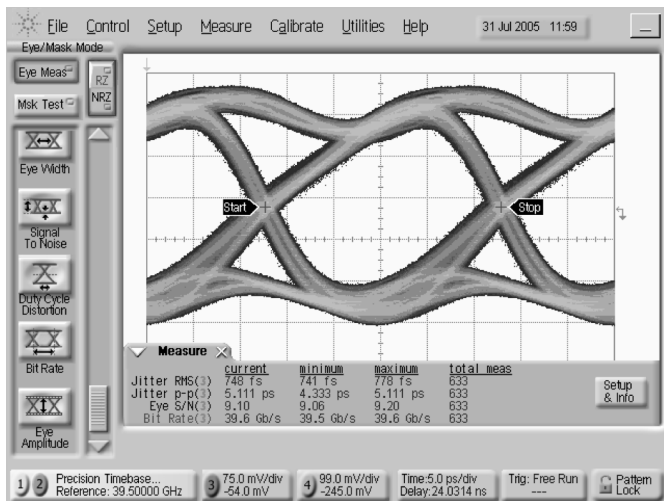 File Control Setup Measure Calibrate Utilities Help 31 Jul 2005 11:59
Eye/Mask Mode
Eye Meas
RZ
NRZ
Msk Test
Eye Width
Signal
To Noise
Duty Cycle
Distortion
Bit Rate
Eye
Amplitude
Start
Stop
Measure
current minimum maximum total meas
Jitter RMS(3) 748 fs 741 fs 778 fs 633
Jitter p-p(3) 5.111 ps 4.333 ps 5.111 ps 633
Eye S/N(3) 9.10 9.06 9.20 633
Bit Rate(3) 39.6 Gb/s 39.5 Gb/s 39.6 Gb/s 633
Setup
& Info
1 2 Precision Timebase...
Reference: 39.50000 GHz
3 75.0 mV/div
-54.0 mV
4 99.0 mV/div
-245.0 mV
Time:5.0 ps/div
Delay:24.0314 ns
Trig: Free Run
---
Pattern
Lock